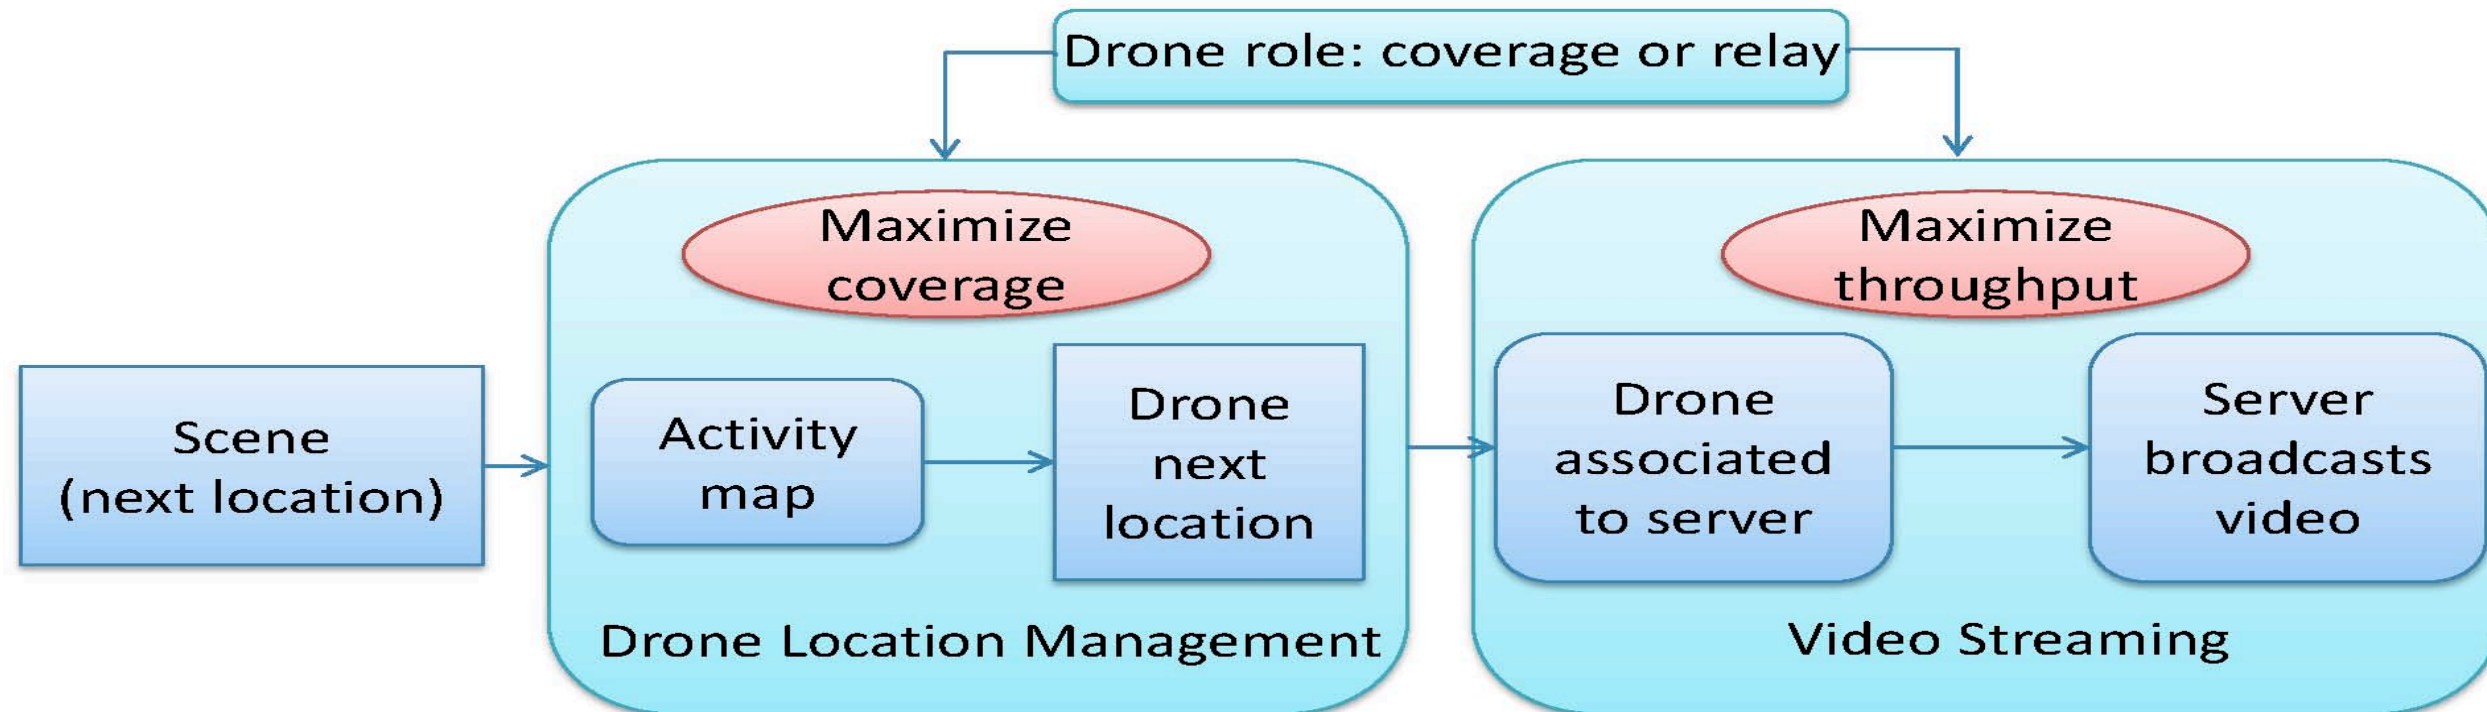 Drone role: coverage or relay
Maximize
coverage
Maximize
throughput
Scene
(next location)
Activity
map
Drone
next
location
Drone
associated
to server
Server
broadcasts
video
Drone Location Management
Video Streaming